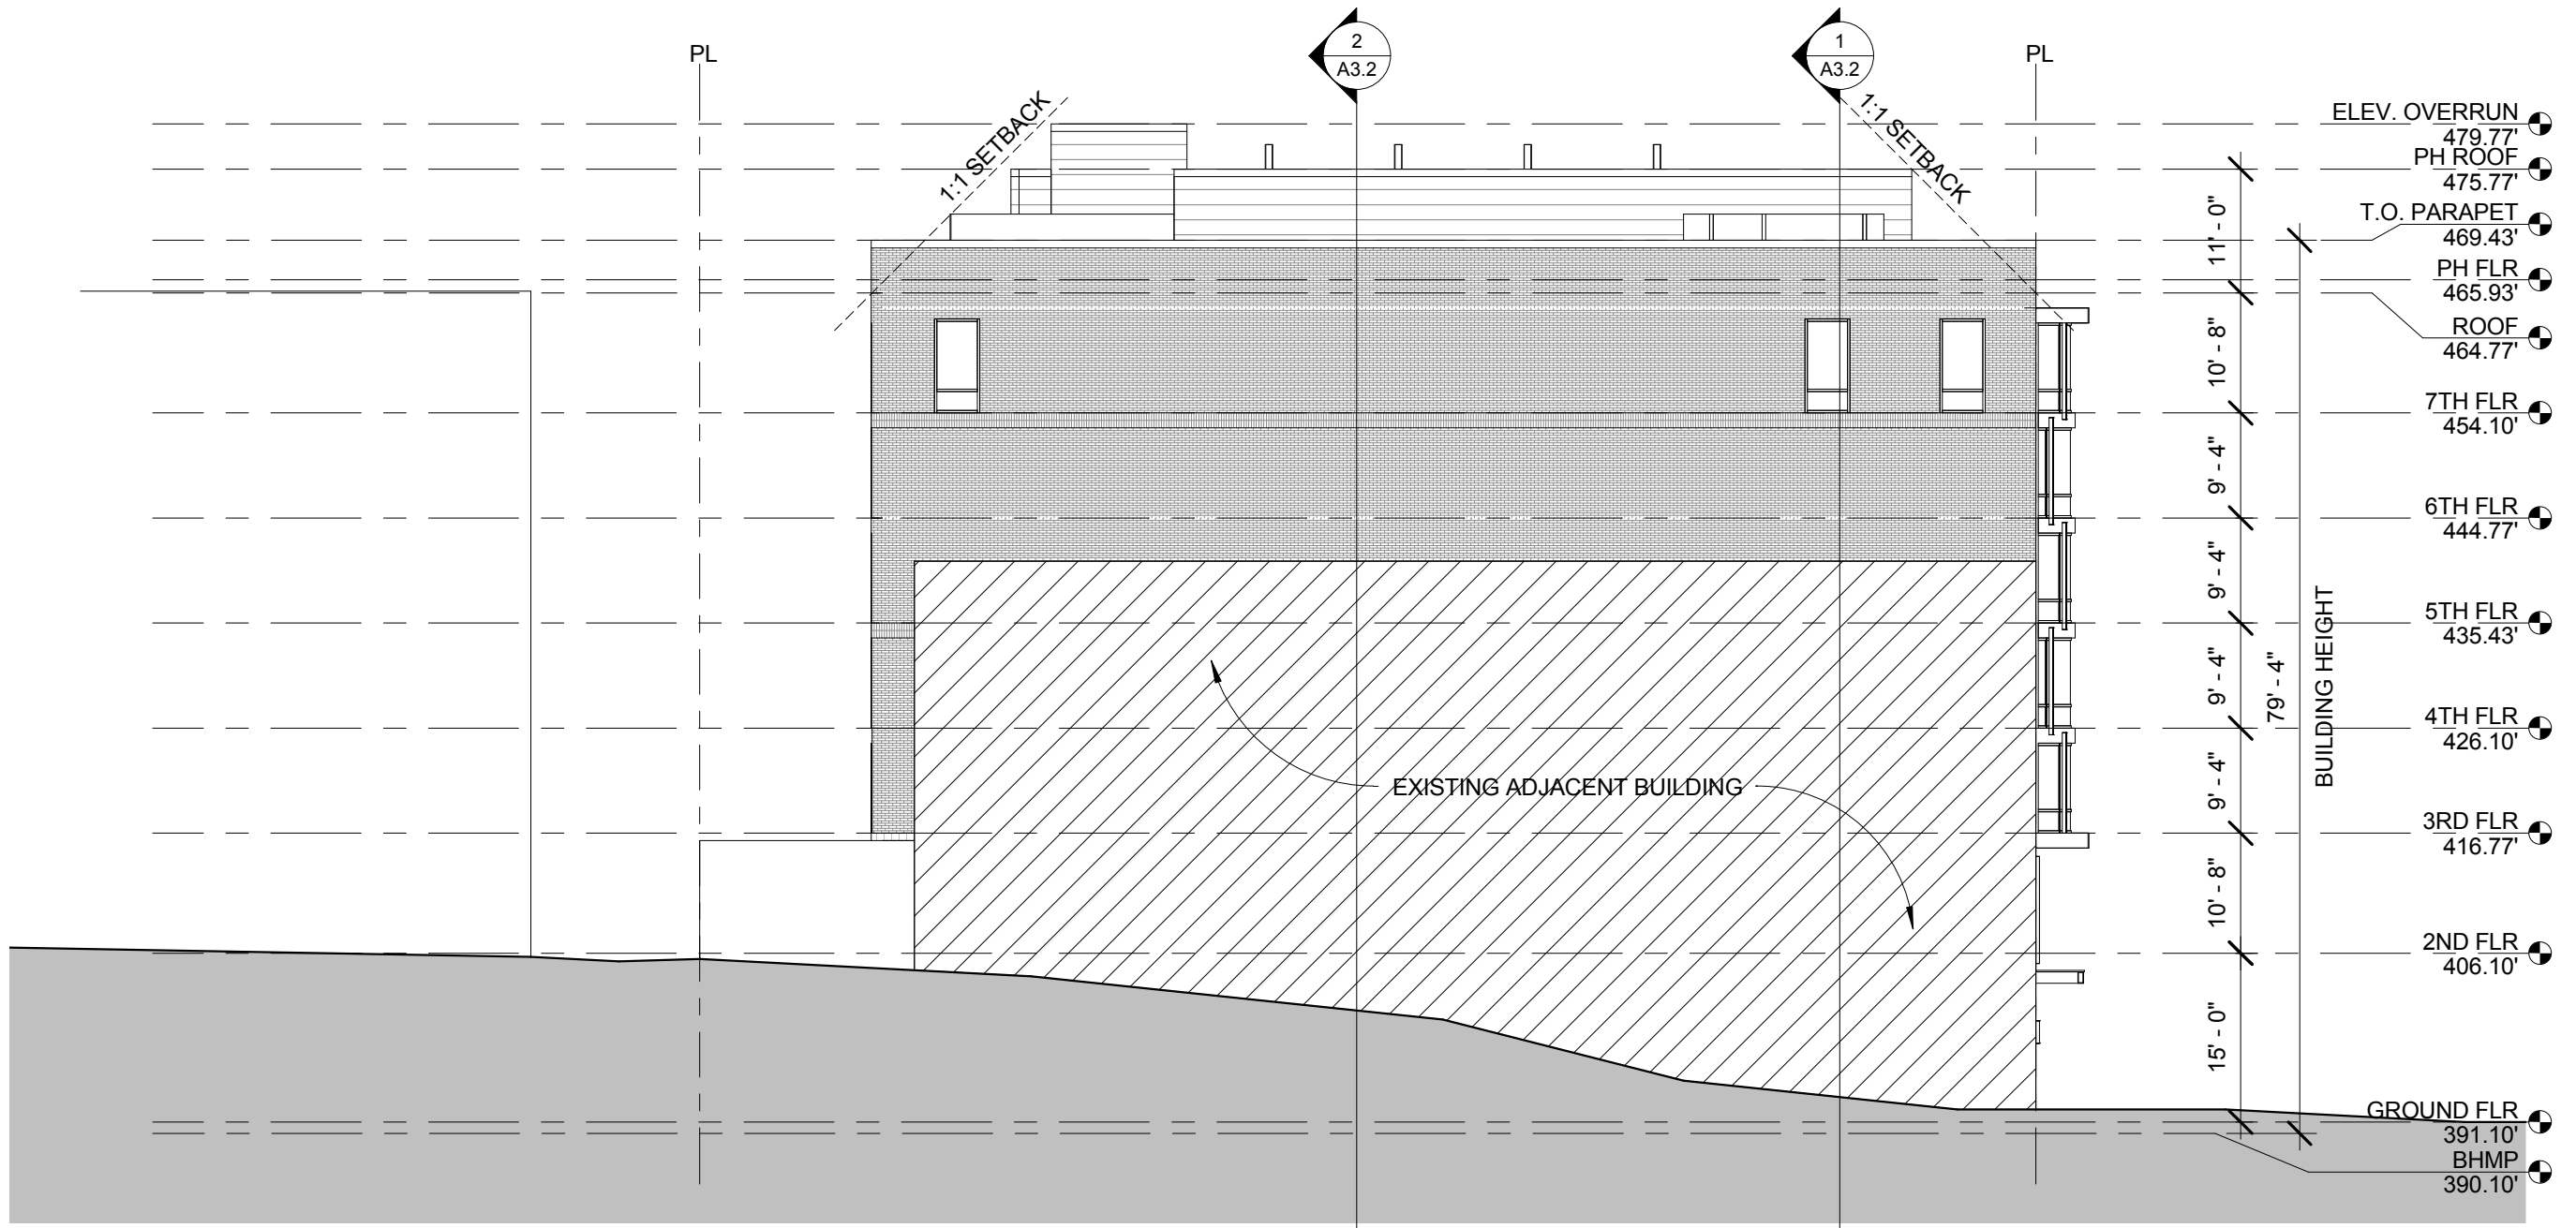 PL
2
A3.2
1
A3.2
PL
1:1 SETBACK
1:1 SETBACK
ELEV. OVERRUN
479.77'
PH ROOF
475.77'
T.O. PARAPET
469.43'
PH FLR
465.93'
ROOF
464.77'
7TH FLR
454.10'
6TH FLR
444.77'
5TH FLR
435.43'
4TH FLR
426.10'
3RD FLR
416.77'
2ND FLR
406.10'
GROUND FLR
391.10'
BHMP
390.10'
11' - 0"
10' - 8"
9' - 4"
9' - 4"
9' - 4"
9' - 4"
10' - 8"
15' - 0"
79' - 4"
BUILDING HEIGHT
EXISTING ADJACENT BUILDING